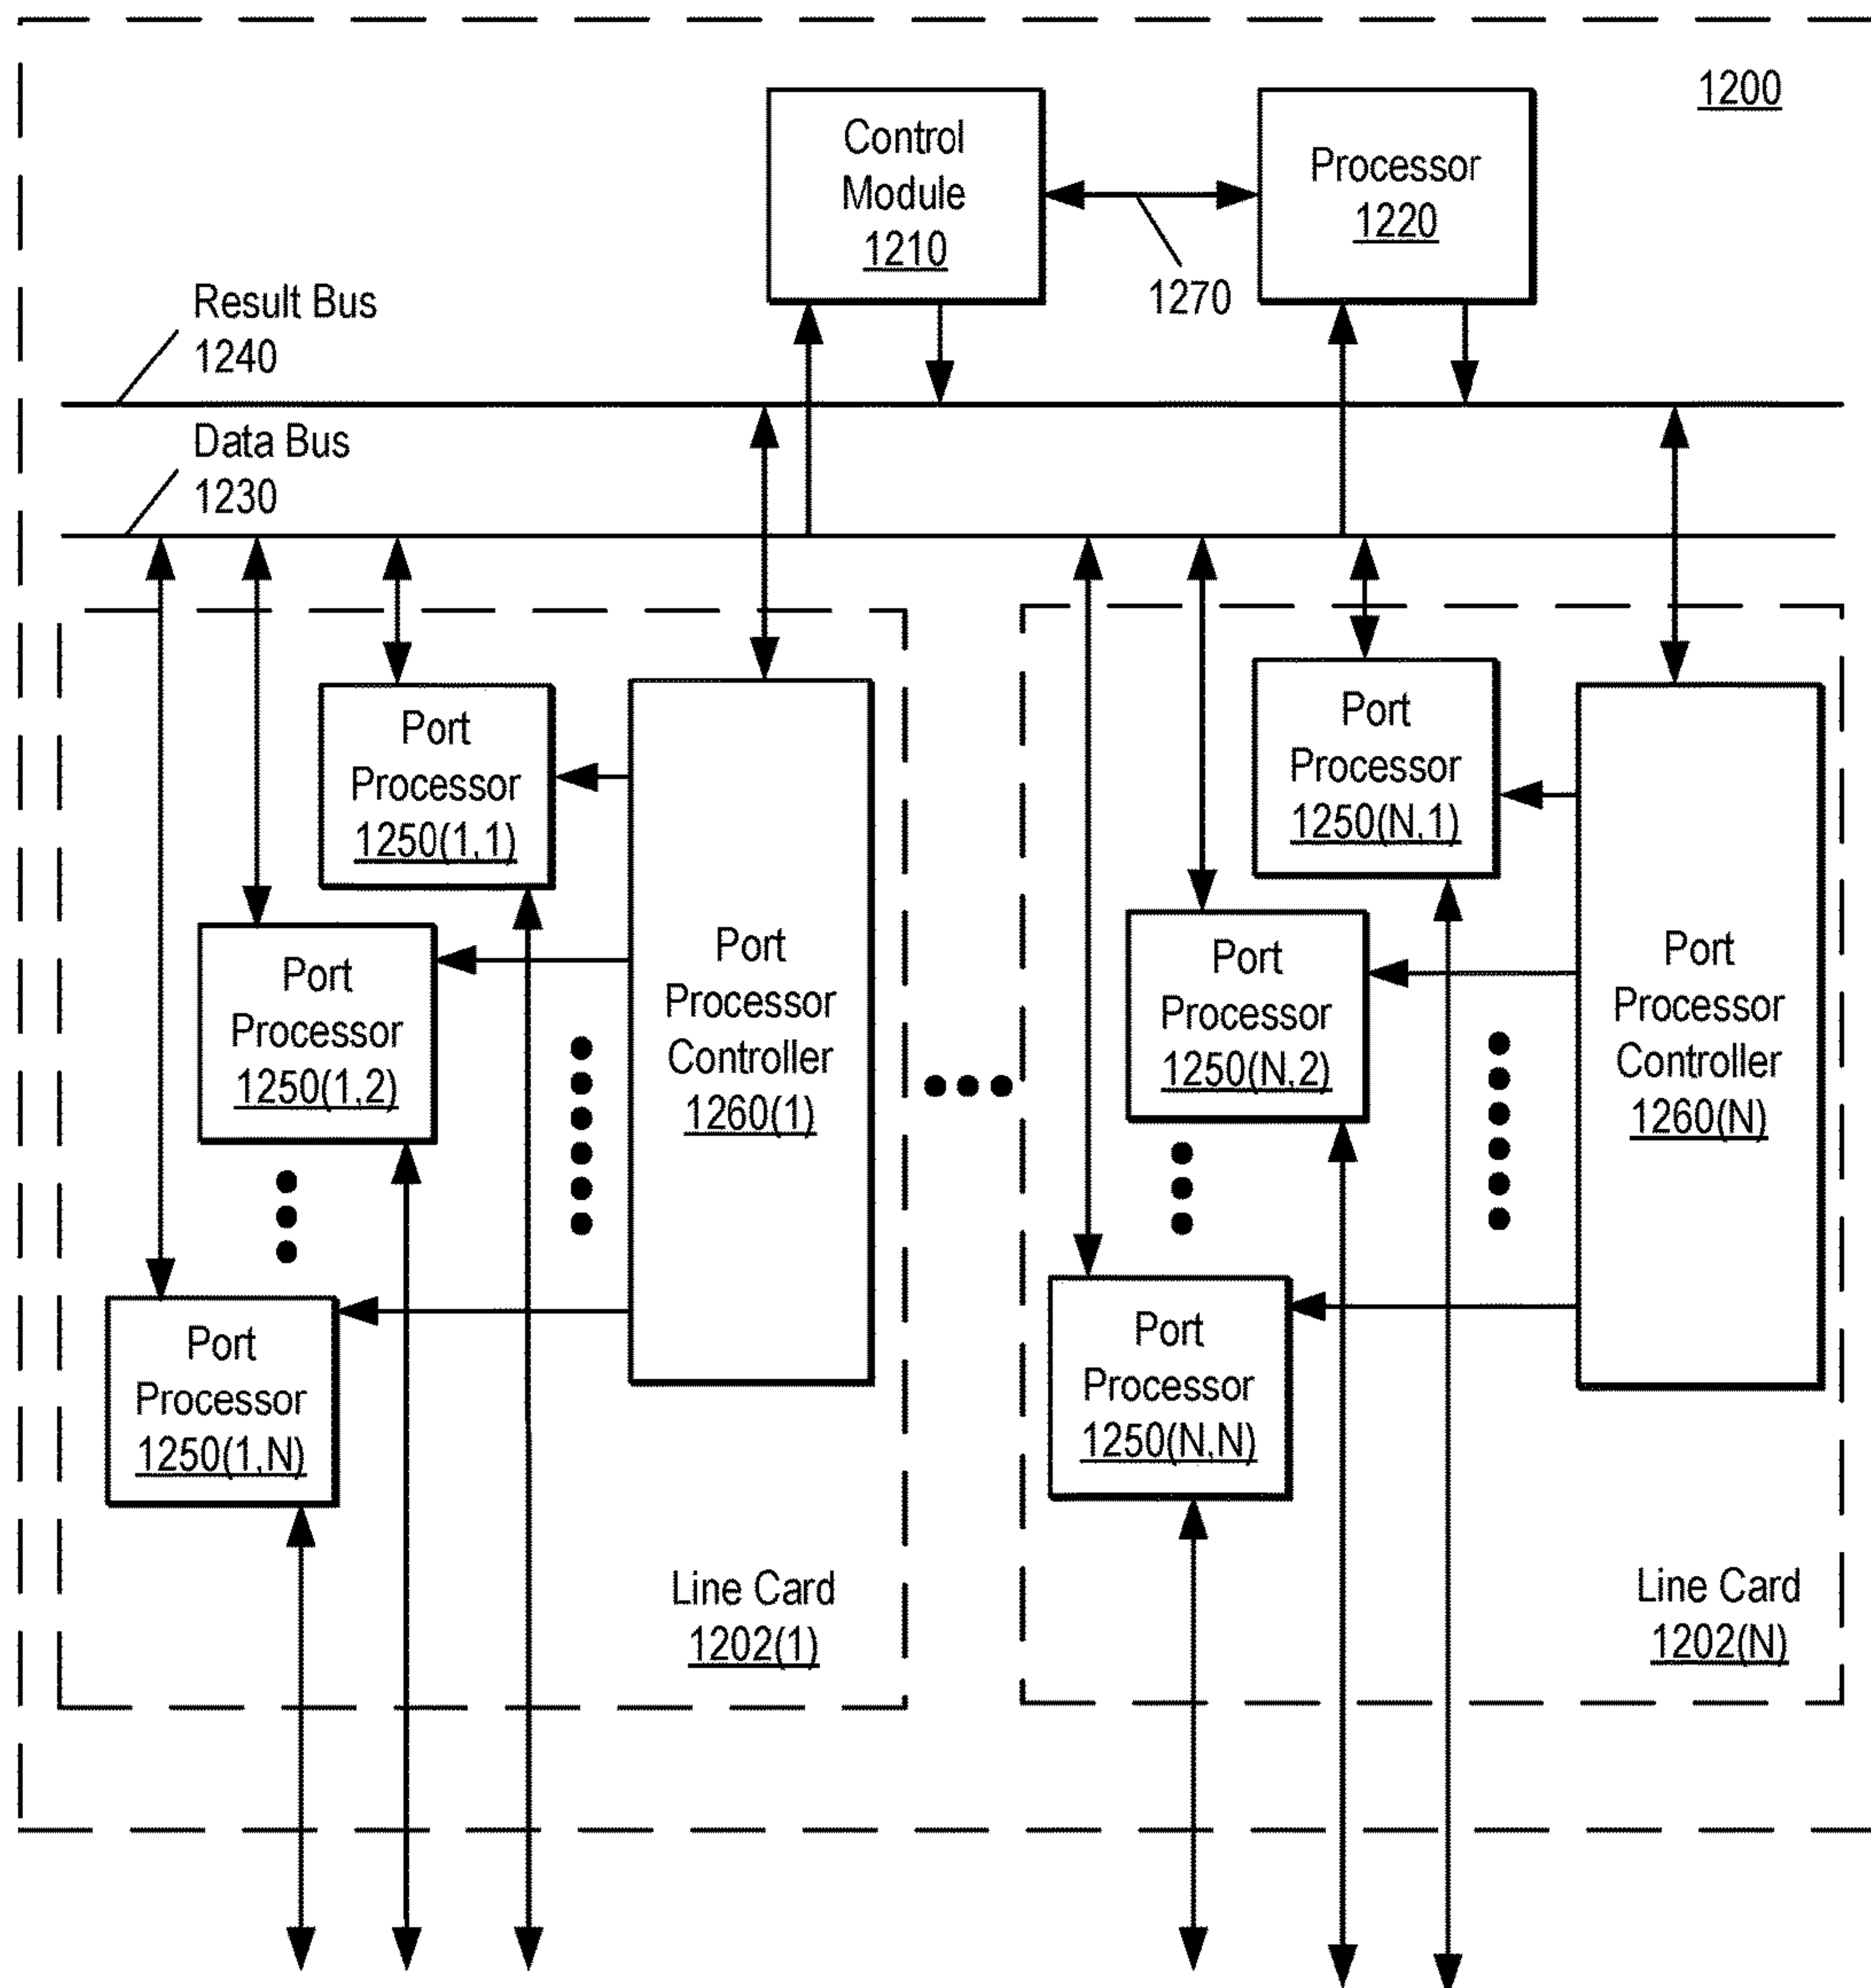 1200
Control
Module
1210
Processor
1220
1270
Result Bus
1240
Data Bus
1230
Port
Processor
1250(1,1)
Port
Processor
1250(1,2)
Port
Processor
1250(1,N)
Port
Processor
Controller
1260(1)
Line Card
1202(1)
Port
Processor
1250(N,1)
Port
Processor
1250(N,2)
Port
Processor
1250(N,N)
Port
Processor
Controller
1260(N)
Line Card
1202(N)